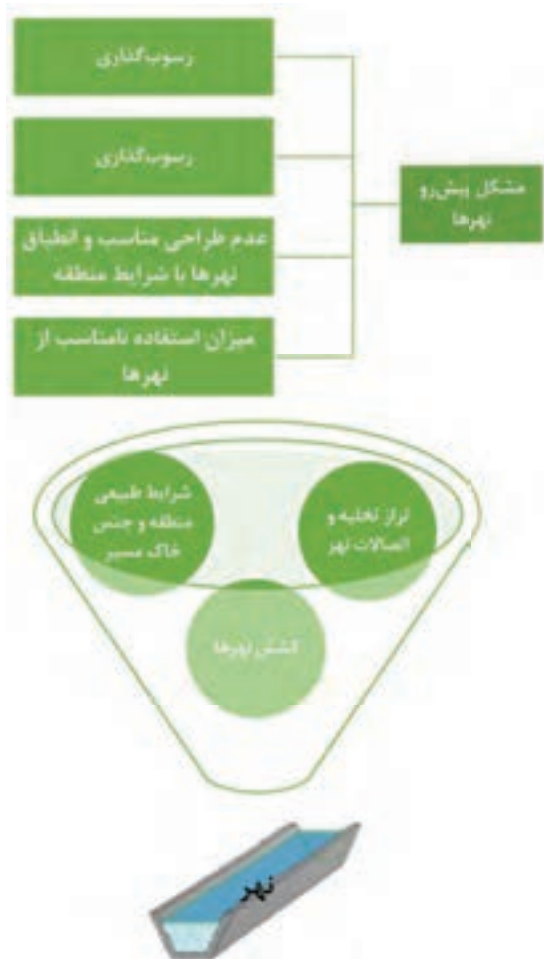 رسوب‌گذاری
رسوب‌گذاری
مشکل پیش‌رو
نهرها
عدم طراحی مناسب و انطباق
نهرها با شرایط منطقه
میزان استفاده نامناسب از
نهرها
شرایط طبیعی
منطقه و جنس
خاک مسیر
تراز تخلیه و
اتصالات نهر
نهرها
نهر